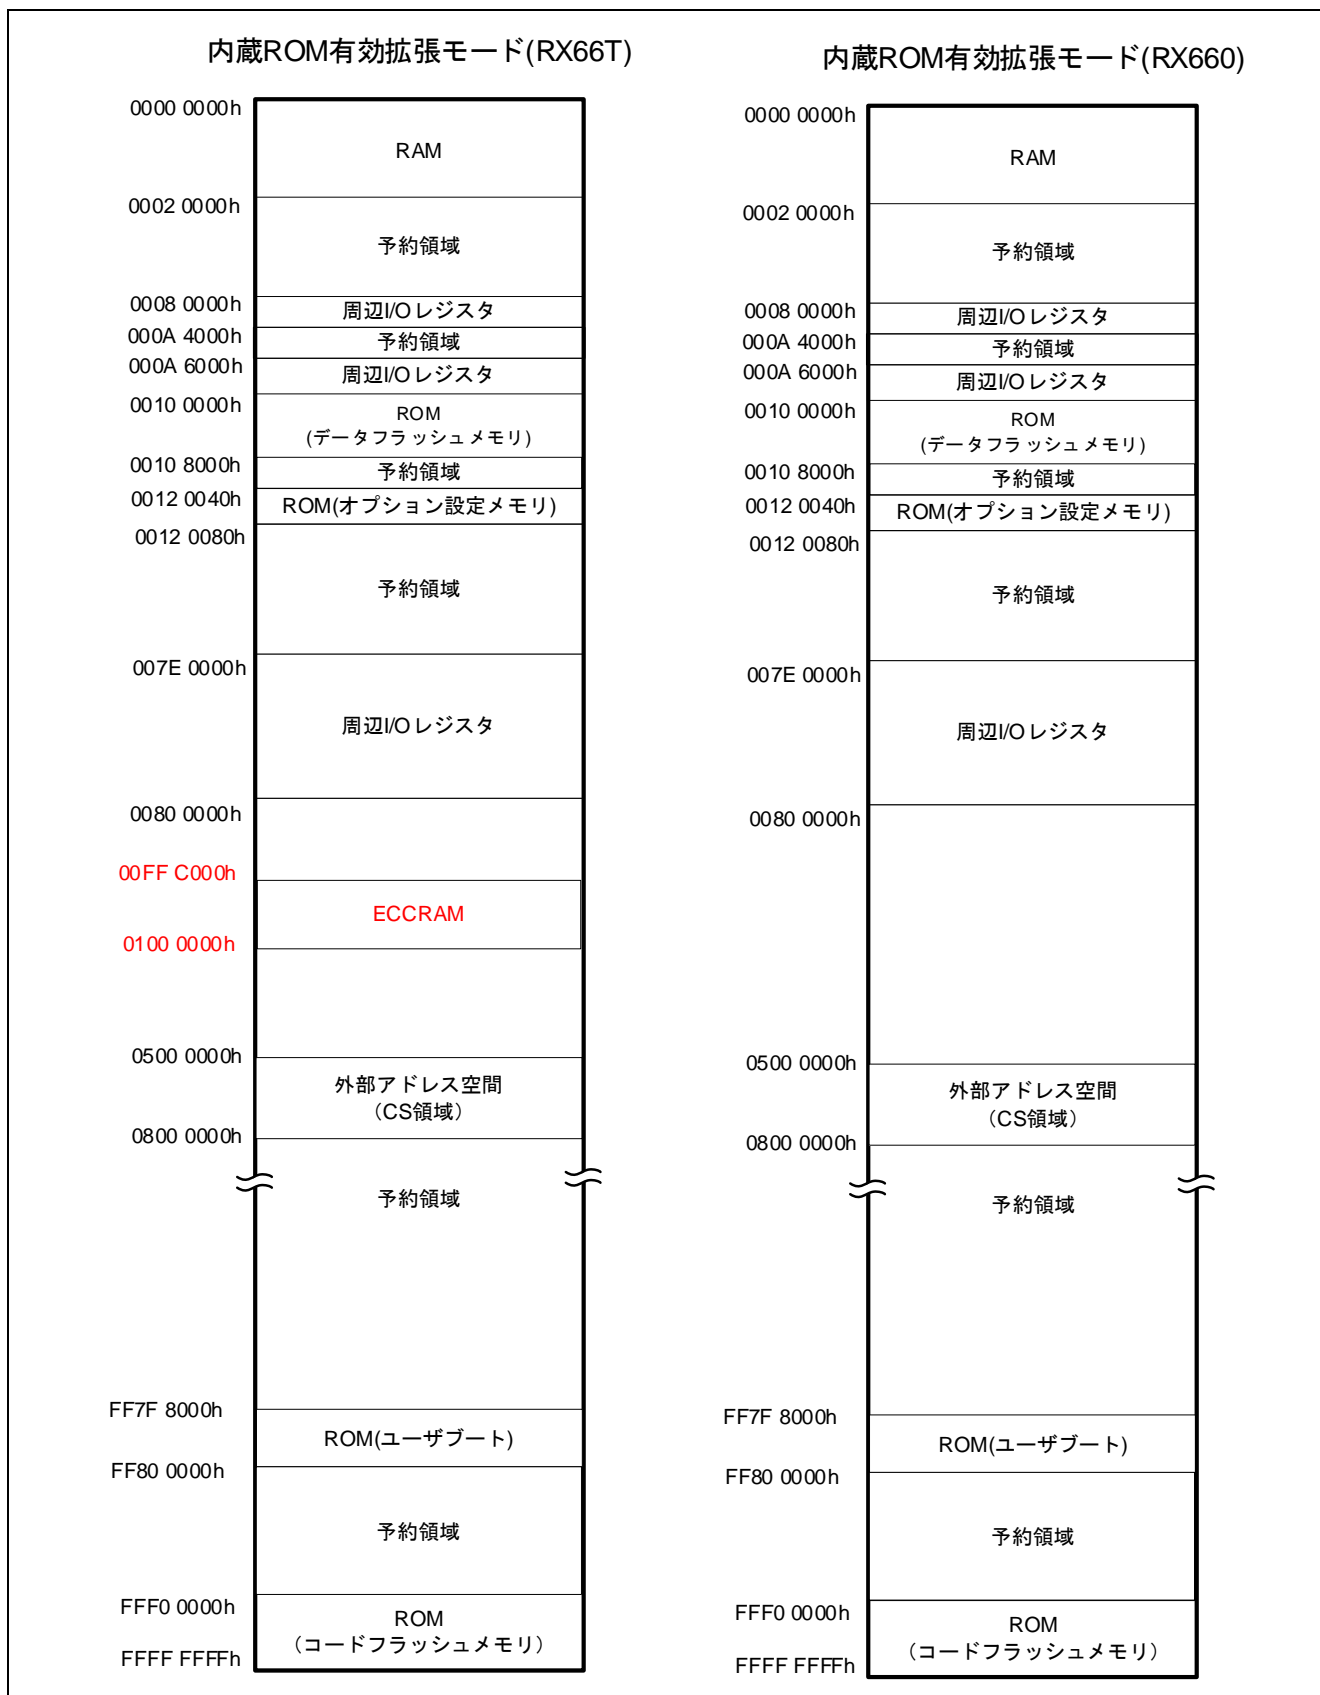 内蔵ROM有効拡張モード(RX66T)
0000 0000h
RAM
0002 0000h
予約領域
0008 0000h
周辺I/Oレジスタ
000A 4000h
予約領域
000A 6000h
周辺I/Oレジスタ
0010 0000h
ROM
(データフラッシュメモリ)
0010 8000h
予約領域
0012 0040h
ROM(オプション設定メモリ)
0012 0080h
予約領域
007E 0000h
周辺I/Oレジスタ
0080 0000h
00FF C000h
ECCRAM
0100 0000h
0500 0000h
外部アドレス空間
（CS領域）
0800 0000h
予約領域
FF7F 8000h
ROM(ユーザブート)
FF80 0000h
予約領域
FFF0 0000h
ROM
（コードフラッシュメモリ）
FFFF FFFFh
内蔵ROM有効拡張モード(RX660)
0000 0000h
RAM
0002 0000h
予約領域
0008 0000h
周辺I/Oレジスタ
000A 4000h
予約領域
000A 6000h
周辺I/Oレジスタ
0010 0000h
ROM
(データフラッシュメモリ)
0010 8000h
予約領域
0012 0040h
ROM(オプション設定メモリ)
0012 0080h
予約領域
007E 0000h
周辺I/Oレジスタ
0080 0000h
0500 0000h
外部アドレス空間
（CS領域）
0800 0000h
予約領域
FF7F 8000h
ROM(ユーザブート)
FF80 0000h
予約領域
FFF0 0000h
ROM
（コードフラッシュメモリ）
FFFF FFFFh